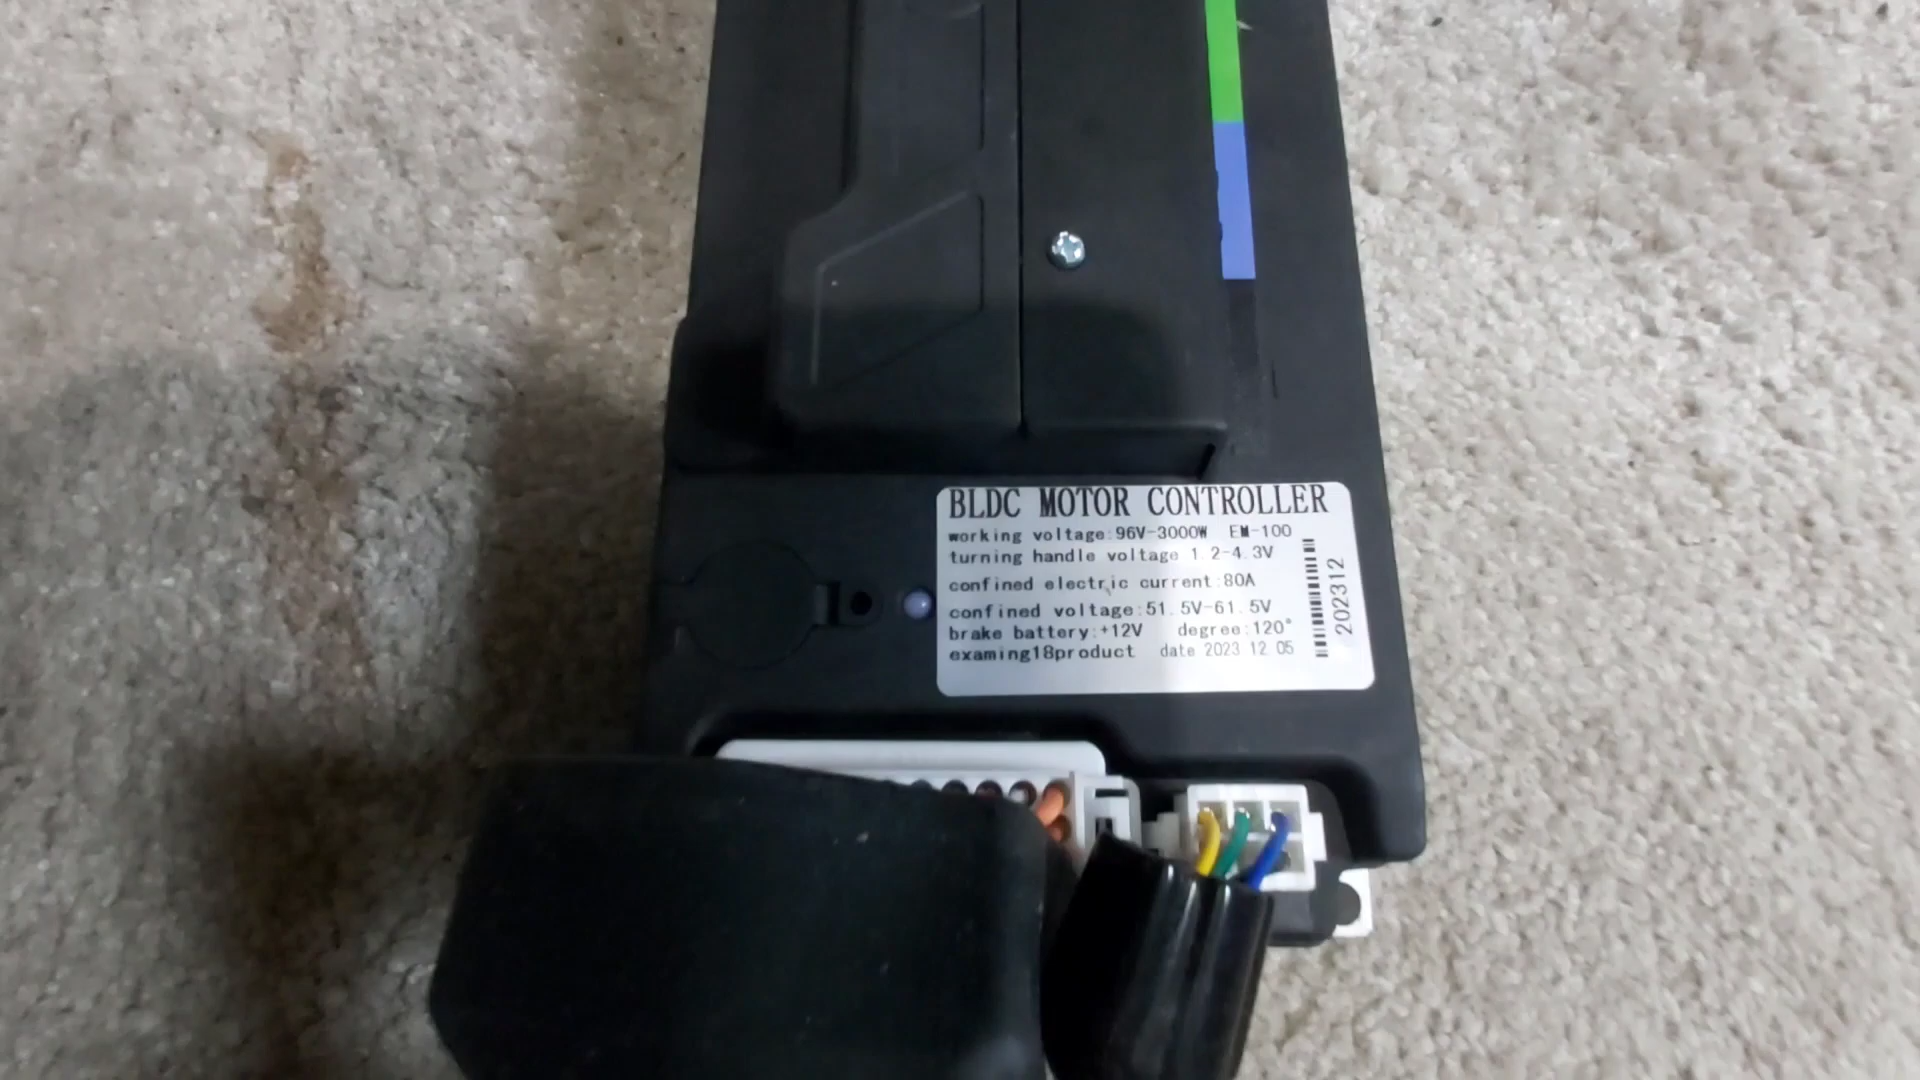 BLDC MOTOR CONTROLLER
working voltage:96V-3000W EM-100
turning handle voltage 1.2-4.3V
confined electric current:80A
confined voltage:51.5V-61.5V
brake battery:+12V degree:120°
examing18product date 2023 12 05
202312